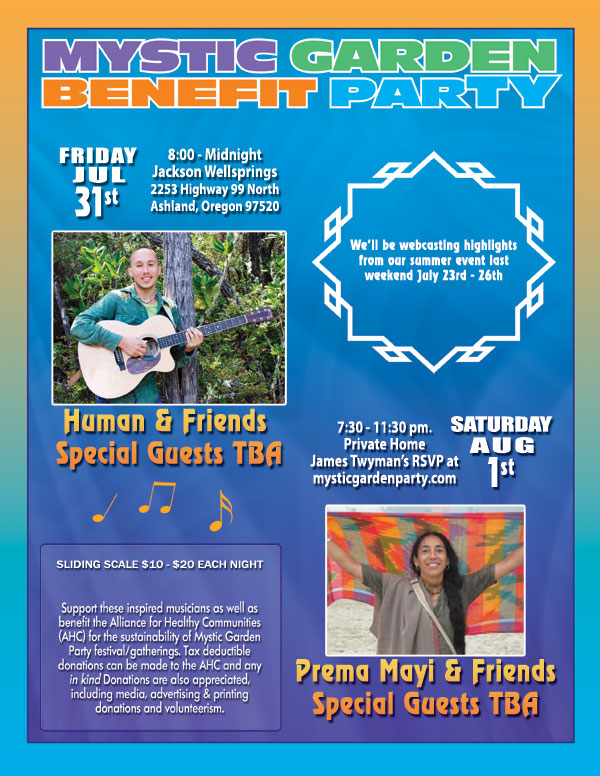 MYSTIC GARDEN
BENEFIT PARTY
FRIDAY
JUL
31st
8:00 - Midnight
Jackson Wellsprings
2253 Highway 99 North
Ashland, Oregon 97520
We'll be webcasting highlights
from our summer event last
weekend July 23rd - 26th
Human & Friends
Special Guests TBA
7:30 - 11:30 pm.
Private Home
James Twyman's RSVP at
mysticgardenparty.com
SATURDAY
AUG
1st
SLIDING SCALE $10 - $20 EACH NIGHT
Support these inspired musicians as well as
benefit the Alliance for Healthy Communities
(AHC) for the sustainability of Mystic Garden
Party festival/gatherings. Tax deductible
donations can be made to the AHC and any
in kind Donations are also appreciated,
including media, advertising & printing
donations and volunteerism.
Prema Mayi & Friends
Special Guests TBA